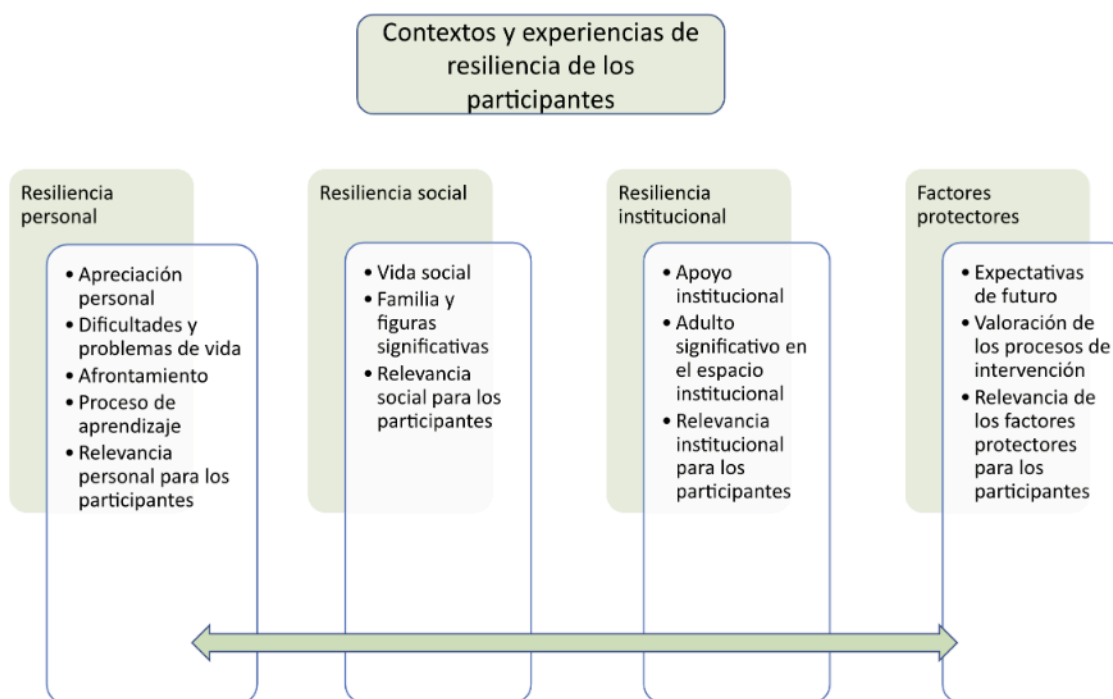 Contextos y experiencias de
resiliencia de los
participantes
Resiliencia
personal
• Apreciación
personal
• Dificultades y
problemas de vida
• Afrontamiento
• Proceso de
aprendizaje
• Relevancia
personal para los
participantes
Resiliencia social
• Vida social
• Familia y
figuras
significativas
• Relevancia
social para los
participantes
Resiliencia
institucional
• Apoyo
institucional
• Adulto
significativo en
el espacio
institucional
• Relevancia
institucional
para los
participantes
Factores
protectores
• Expectativas
de futuro
• Valoración de
los procesos de
intervención
• Relevancia de
los factores
protectores
para los
participantes